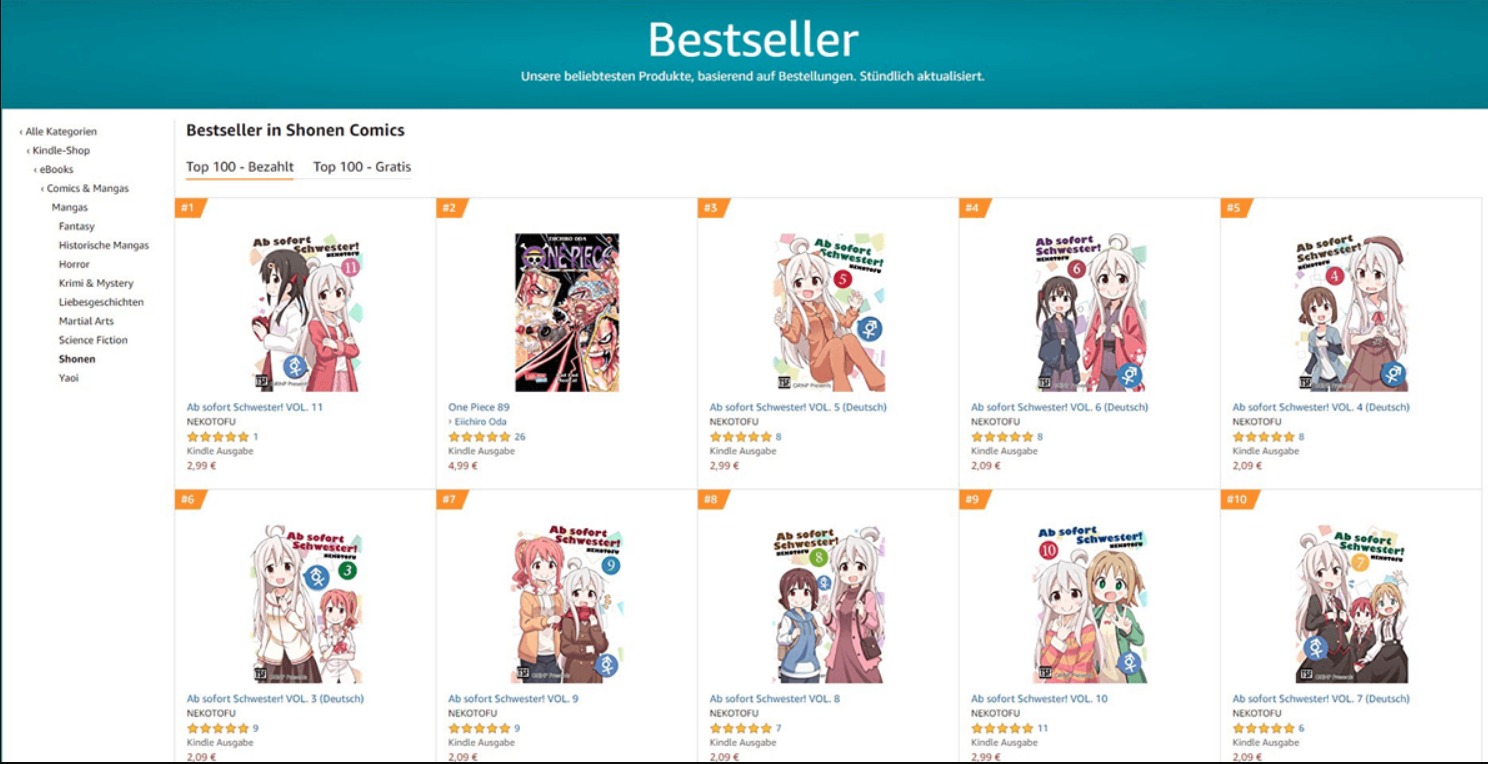 Bestseller
Unsere beliebtesten Produkte, basierend auf Bestellungen. Stündlich aktualisiert.
‹ Alle Kategorien
‹ Kindle-Shop
‹ eBooks
‹ Comics & Mangas
Mangas
Fantasy
Historische Mangas
Horror
Krimi & Mystery
Liebesgeschichten
Martial Arts
Science Fiction
Shonen
Yaoi
Bestseller in Shonen Comics
Top 100 - Bezahlt Top 100 - Gratis
#1
Ab sofort
Schwester!
NEKOTOFU
11
Ab sofort Schwester! VOL. 11
NEKOTOFU
1
Kindle Ausgabe
2,99 €
#2
EIICHIRO ODA
ONE PIECE
One Piece 89
› Eiichiro Oda
26
Kindle Ausgabe
4,99 €
#3
Ab sofort
Schwester!
NEKOTOFU
5
GRINP Presents
Ab sofort Schwester! VOL. 5 (Deutsch)
NEKOTOFU
8
Kindle Ausgabe
2,99 €
#4
Ab sofort
Schwester!
NEKOTOFU
6
Ab sofort Schwester! VOL. 6 (Deutsch)
NEKOTOFU
8
Kindle Ausgabe
2,09 €
#5
Ab sofort
Schwester!
NEKOTOFU
4
Ab sofort Schwester! VOL. 4 (Deutsch)
NEKOTOFU
8
Kindle Ausgabe
2,09 €
#6
Ab sofort
Schwester!
NEKOTOFU
3
Ab sofort Schwester! VOL. 3 (Deutsch)
NEKOTOFU
9
Kindle Ausgabe
2,09 €
#7
Ab sofort
Schwester!
NEKOTOFU
9
Ab sofort Schwester! VOL. 9
NEKOTOFU
9
Kindle Ausgabe
2,09 €
#8
Ab sofort
Schwester!
NEKOTOFU
8
Ab sofort Schwester! VOL. 8
NEKOTOFU
7
Kindle Ausgabe
2,09 €
#9
Ab sofort
Schwester!
NEKOTOFU
10
Ab sofort Schwester! VOL. 10
NEKOTOFU
11
Kindle Ausgabe
2,99 €
#10
Ab sofort
Schwester!
NEKOTOFU
7
Ab sofort Schwester! VOL. 7 (Deutsch)
NEKOTOFU
6
Kindle Ausgabe
2,09 €